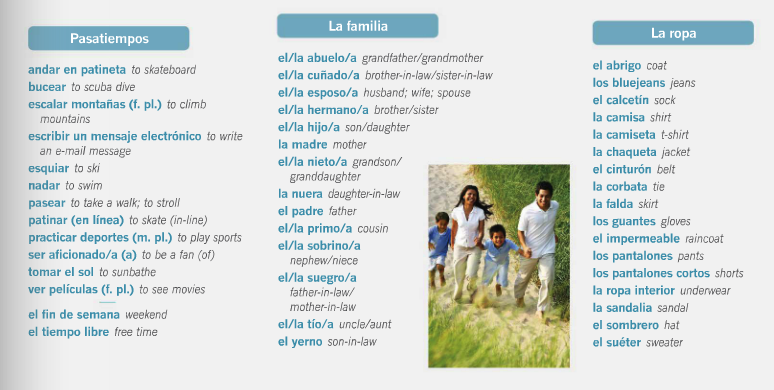 Pasatiempos
andar en patineta to skateboard
bucear to scuba dive
escalar montañas (f. pl.) to climb
mountains
escribir un mensaje electrónico to write
an e-mail message
esquiar to ski
nadar to swim
pasear to take a walk; to stroll
patinar (en línea) to skate (in-line)
practicar deportes (m. pl.) to play sports
ser aficionado/a (a) to be a fan (of)
tomar el sol to sunbathe
ver películas (f. pl.) to see movies
el fin de semana weekend
el tiempo libre free time
La familia
el/la abuelo/a grandfather/grandmother
el/la cuñado/a brother-in-law/sister-in-law
el/la esposo/a husband; wife; spouse
el/la hermano/a brother/sister
el/la hijo/a son/daughter
la madre mother
el/la nieto/a grandson/
granddaughter
la nuera daughter-in-law
el padre father
el/la primo/a cousin
el/la sobrino/a
nephew/niece
el/la suegro/a
father-in-law/
mother-in-law
el/la tío/a uncle/aunt
el yerno son-in-law
La ropa
el abrigo coat
los bluejeans jeans
el calcetín sock
la camisa shirt
la camiseta t-shirt
la chaqueta jacket
el cinturón belt
la corbata tie
la falda skirt
los guantes gloves
el impermeable raincoat
los pantalones pants
los pantalones cortos shorts
la ropa interior underwear
la sandalia sandal
el sombrero hat
el suéter sweater